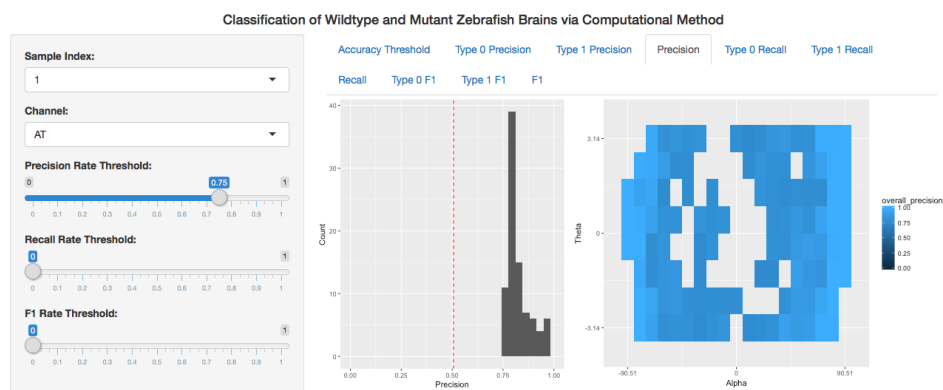 Classification of Wildtype and Mutant Zebrafish Brains via Computational Method
Sample Index:
1
Channel:
AT
Precision Rate Threshold:
0 0.75 1
0 0.1 0.2 0.3 0.4 0.5 0.6 0.7 0.8 0.9 1
Recall Rate Threshold:
0 1
0 0.1 0.2 0.3 0.4 0.5 0.6 0.7 0.8 0.9 1
F1 Rate Threshold:
0 1
0 0.1 0.2 0.3 0.4 0.5 0.6 0.7 0.8 0.9 1
Accuracy Threshold Type 0 Precision Type 1 Precision Precision Type 0 Recall Type 1 Recall
Recall Type 0 F1 Type 1 F1 F1
40
30
20
10
0
Count
0.00 0.25 0.50 0.75 1.00
Precision
3.14
0
-3.14
Theta
-90.51 0 90.51
Alpha
overall_precision
1.00
0.75
0.50
0.25
0.00